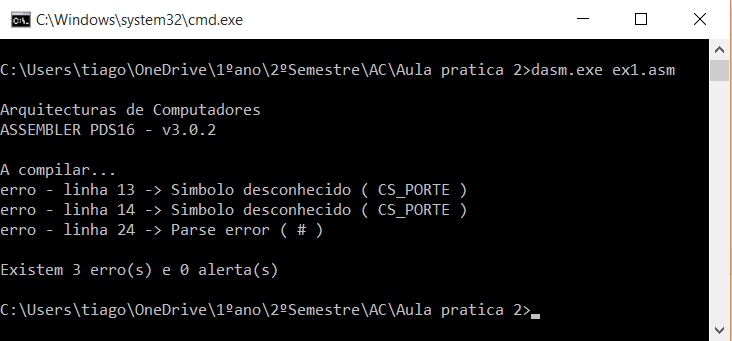 C:\Windows\system32\cmd.exe
C:\Users\tiago\OneDrive\1ºano\2ºSemestre\AC\Aula pratica 2>dasm.exe ex1.asm
Arquitecturas de Computadores
ASSEMBLER PDS16 - v3.0.2
A compilar...
erro - linha 13 -> Simbolo desconhecido ( CS_PORTE )
erro - linha 14 -> Simbolo desconhecido ( CS_PORTE )
erro - linha 24 -> Parse error ( # )
Existem 3 erro(s) e 0 alerta(s)
C:\Users\tiago\OneDrive\1ºano\2ºSemestre\AC\Aula pratica 2>_